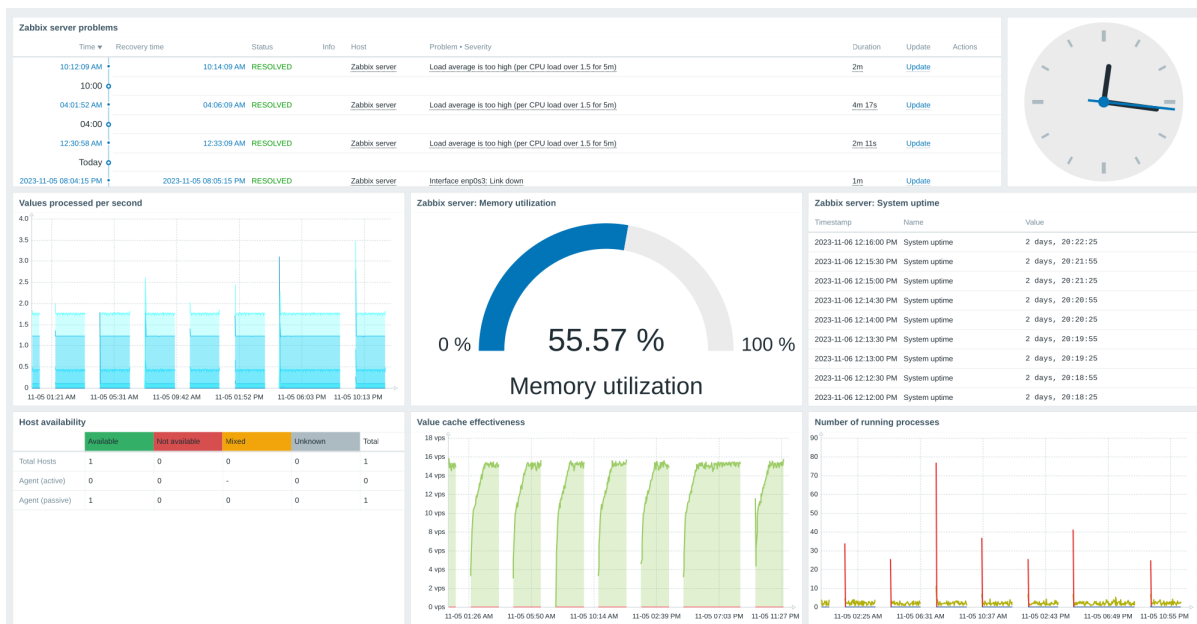 Zabbix server problems
Time ▼ Recovery time Status Info Host Problem • Severity Duration Update Actions
10:12:09 AM 10:14:09 AM RESOLVED Zabbix server Load average is too high (per CPU load over 1.5 for 5m) 2m Update
10:00
04:01:52 AM 04:06:09 AM RESOLVED Zabbix server Load average is too high (per CPU load over 1.5 for 5m) 4m 17s Update
04:00
12:30:58 AM 12:33:09 AM RESOLVED Zabbix server Load average is too high (per CPU load over 1.5 for 5m) 2m 11s Update
Today
2023-11-05 08:04:15 PM 2023-11-05 08:05:15 PM RESOLVED Zabbix server Interface enp0s3: Link down 1m Update
Values processed per second
4.0
3.5
3.0
2.5
2.0
1.5
1.0
0.5
0
11-05 01:21 AM 11-05 05:31 AM 11-05 09:42 AM 11-05 01:52 PM 11-05 06:03 PM 11-05 10:13 PM
Zabbix server: Memory utilization
0 % 55.57 % 100 %
Memory utilization
Zabbix server: System uptime
Timestamp Name Value
2023-11-06 12:16:00 PM System uptime 2 days, 20:22:25
2023-11-06 12:15:30 PM System uptime 2 days, 20:21:55
2023-11-06 12:15:00 PM System uptime 2 days, 20:21:25
2023-11-06 12:14:30 PM System uptime 2 days, 20:20:55
2023-11-06 12:14:00 PM System uptime 2 days, 20:20:25
2023-11-06 12:13:30 PM System uptime 2 days, 20:19:55
2023-11-06 12:13:00 PM System uptime 2 days, 20:19:25
2023-11-06 12:12:30 PM System uptime 2 days, 20:18:55
2023-11-06 12:12:00 PM System uptime 2 days, 20:18:25
Host availability
Available Not available Mixed Unknown Total
Total Hosts 1 0 0 0 1
Agent (active) 0 0 - 0 0
Agent (passive) 1 0 0 0 1
Value cache effectiveness
18 vps
16 vps
14 vps
12 vps
10 vps
8 vps
6 vps
4 vps
2 vps
0 vps
11-05 01:26 AM 11-05 05:50 AM 11-05 10:14 AM 11-05 02:39 PM 11-05 07:03 PM 11-05 11:27 PM
Number of running processes
90
80
70
60
50
40
30
20
10
0
11-05 02:25 AM 11-05 06:31 AM 11-05 10:37 AM 11-05 02:43 PM 11-05 06:49 PM 11-05 10:55 PM